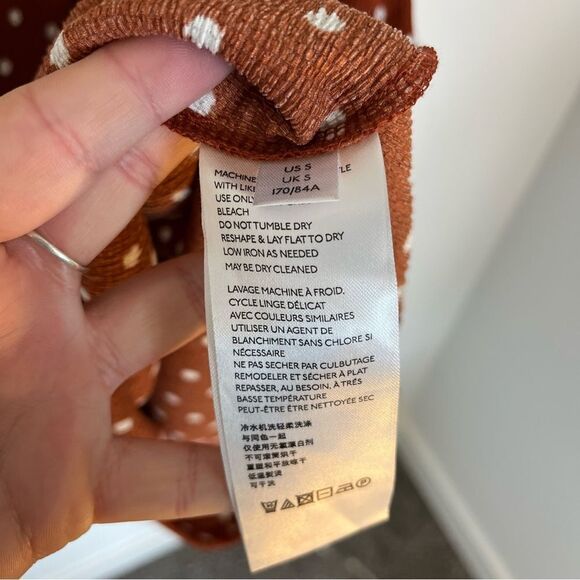 US S
UK S
170/84A
MACHINE
WITH LIKE
USE ONLY
BLEACH
DO NOT TUMBLE DRY
RESHAPE & LAY FLAT TO DRY
LOW IRON AS NEEDED
MAY BE DRY CLEANED
LAVAGE MACHINE À FROID,
CYCLE LINGE DÉLICAT
AVEC COULEURS SIMILAIRES
UTILISER UN AGENT DE
BLANCHIMENT SANS CHLORE SI
NÉCESSAIRE
NE PAS SECHER PAR CULBUTAGE
REMODELER ET SÉCHER À PLAT
REPASSER, AU BESOIN, À TRÉS
BASSE TEMPÉRATURE
PEUT-ÊTRE ÊTRE NETTOYÉE SEC
冷水机洗轻柔洗涤
与同色一起
仅使用无氯漂白剂
不可滚筒烘干
重塑和平放晾干
低温熨烫
可干洗